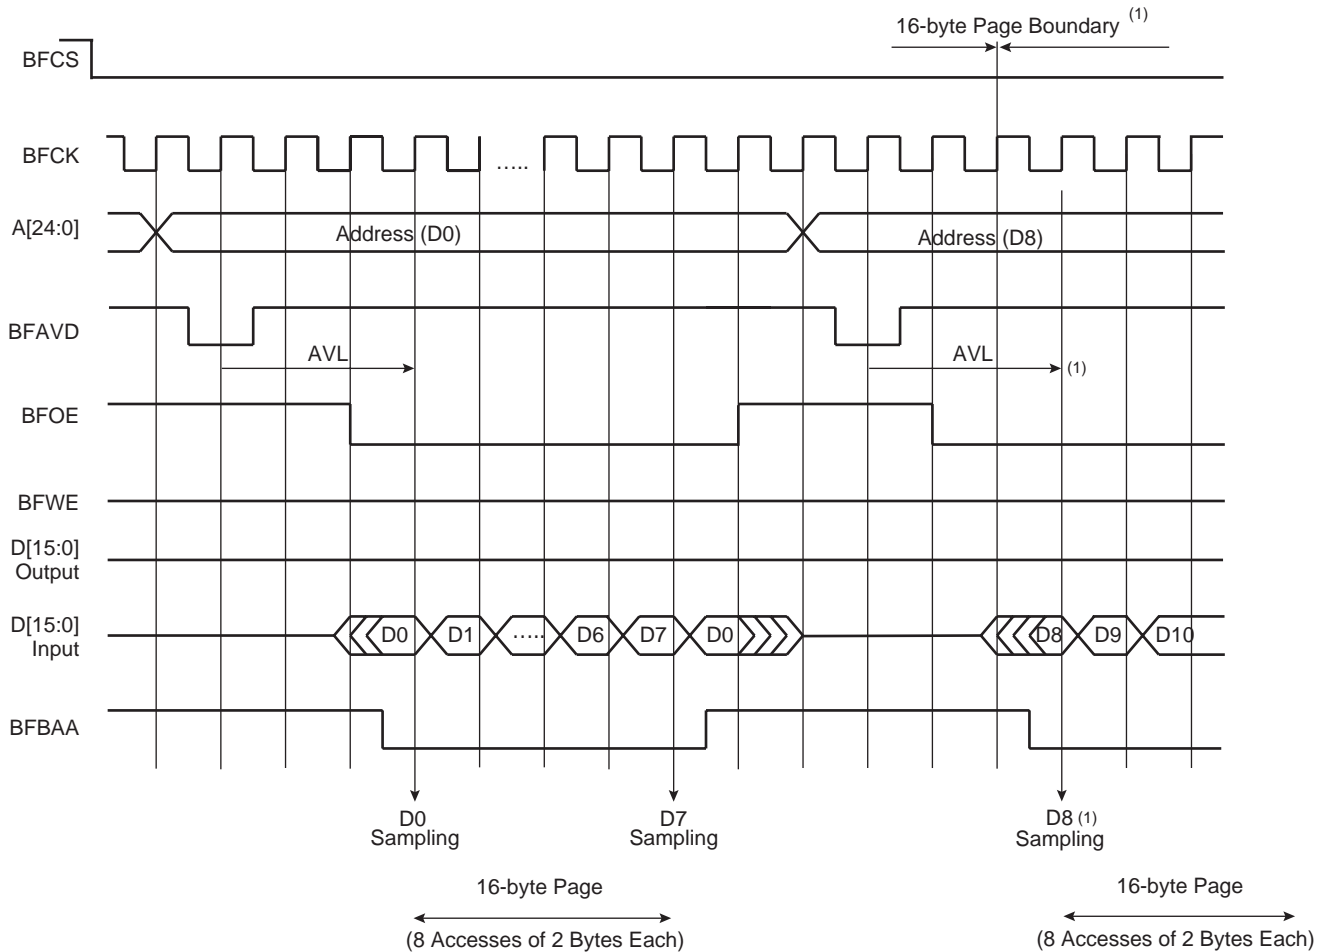 16-byte Page Boundary (1)
BFCS
BFCK
.....
A[24:0]
Address (D0)
Address (D8)
BFAVD
AVL
AVL
(1)
BFOE
BFWE
D[15:0]
Output
D[15:0]
Input
D0
D1
.....
D6
D7
D0
D8
D9
D10
BFBAA
D0
Sampling
D7
Sampling
D8 (1)
Sampling
16-byte Page
(8 Accesses of 2 Bytes Each)
16-byte Page
(8 Accesses of 2 Bytes Each)